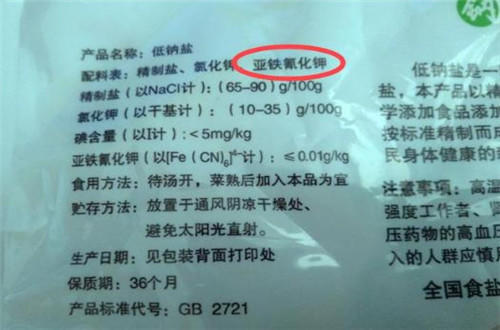 产品名称：低钠盐
配料表：精制盐、氯化钾、亚铁氰化钾
精制盐（以NaCl计）：（65-90）g/100g
氯化钾（以干基计）：（10-35）g/100g
碘含量（以I计）：＜5mg/kg
亚铁氰化钾（以[Fe（CN）₆]⁴⁻计）：≤0.01g/kg
食用方法：待汤开，菜熟后加入本品为宜
贮存方法：放置于通风阴凉干燥处、
避免太阳光直射。
生产日期：见包装背面打印处
保质期：36个月
产品标准代号：GB 2721
低钠盐是一
盐，本产品以精
学添加食品添
按标准精制而
民身体健康的
注意事项：高温
强度工作者、
压药物的高血压
入的人群应慎
全国食盐